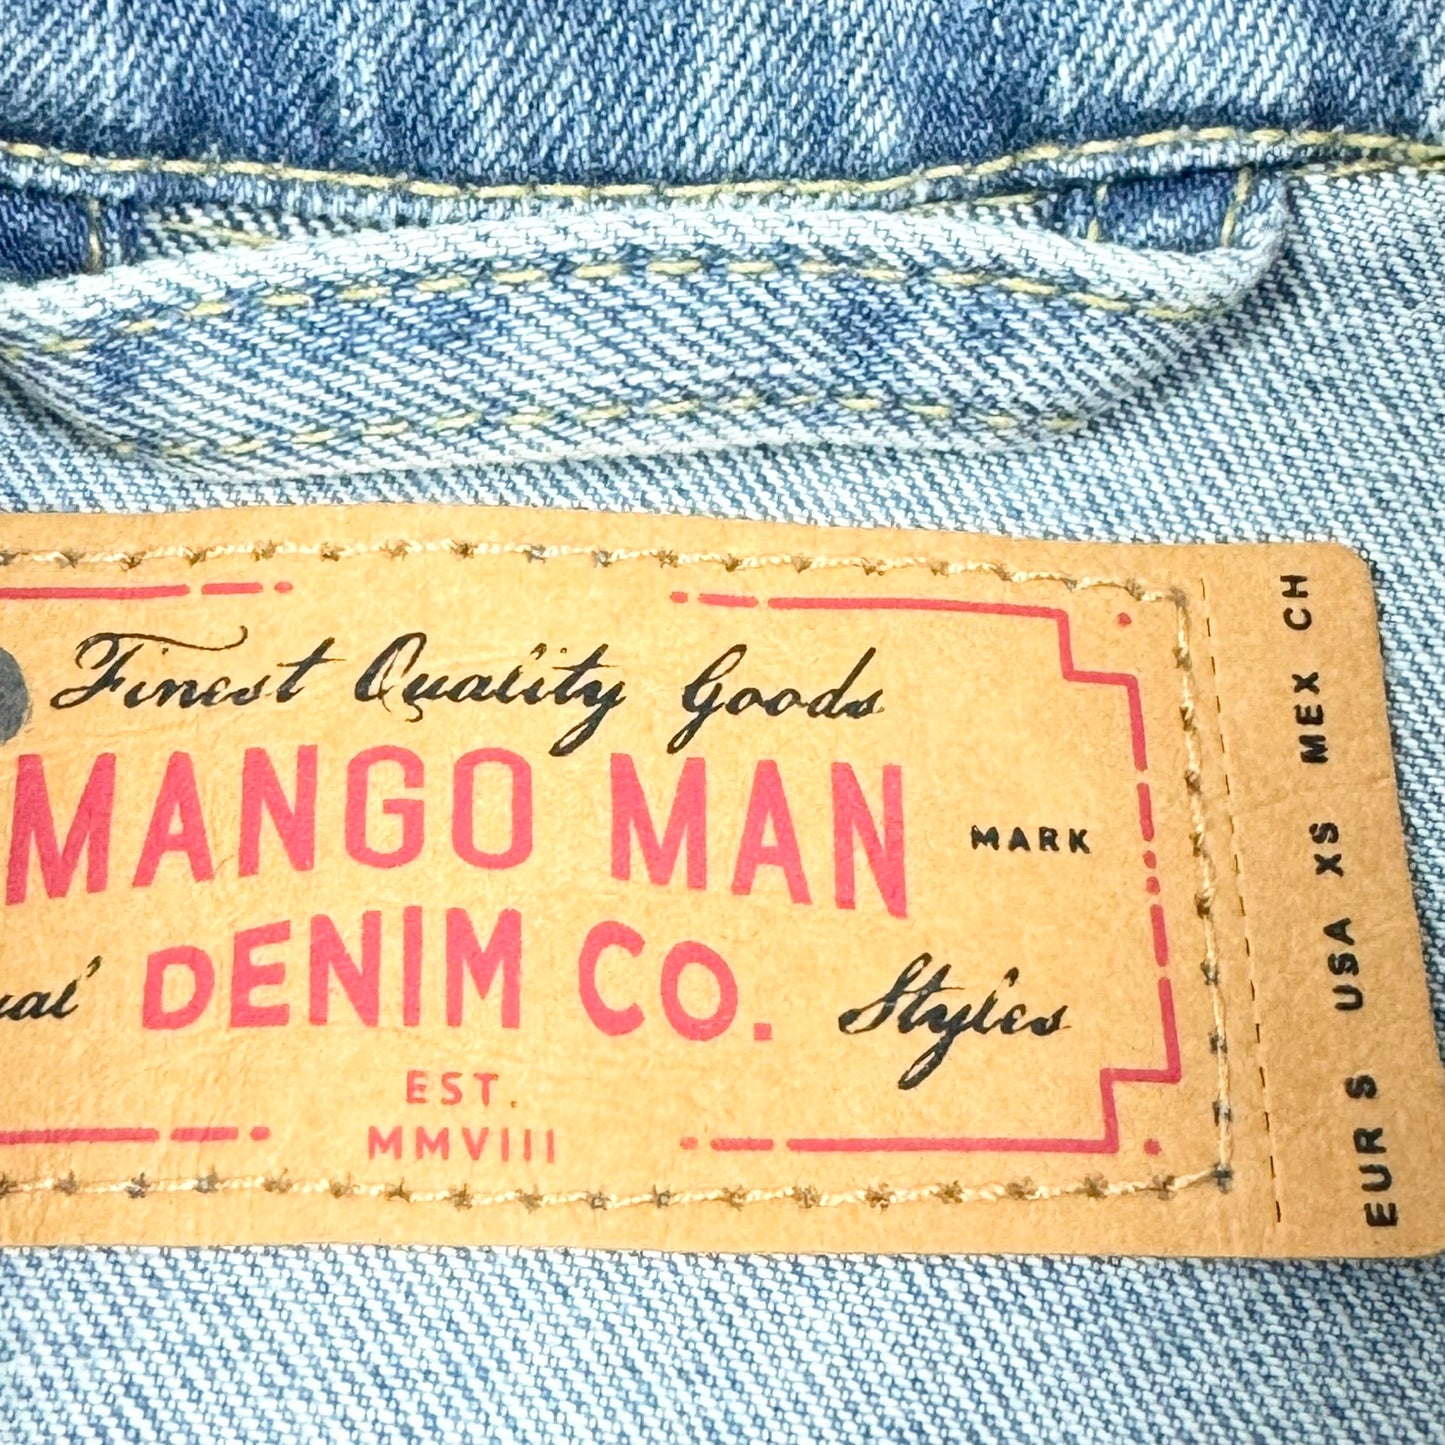 Finest Quality Goods
MANGO MAN
MARK
DENIM CO.
Styles
EST.
MMVIII
EUR S USA XS MEX CH